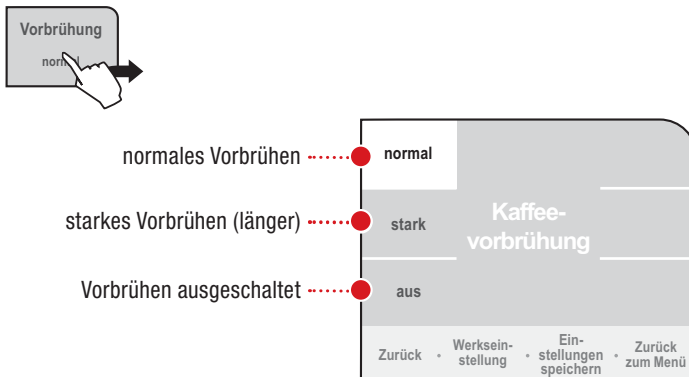 Vorbrühung
normal
normales Vorbrühen
normal
starkes Vorbrühen (länger)
stark
Kaffee-
vorbrühung
Vorbrühen ausgeschaltet
aus
Zurück • Werksein-
stellung • Ein-
stellungen
speichern • Zurück
zum Menü